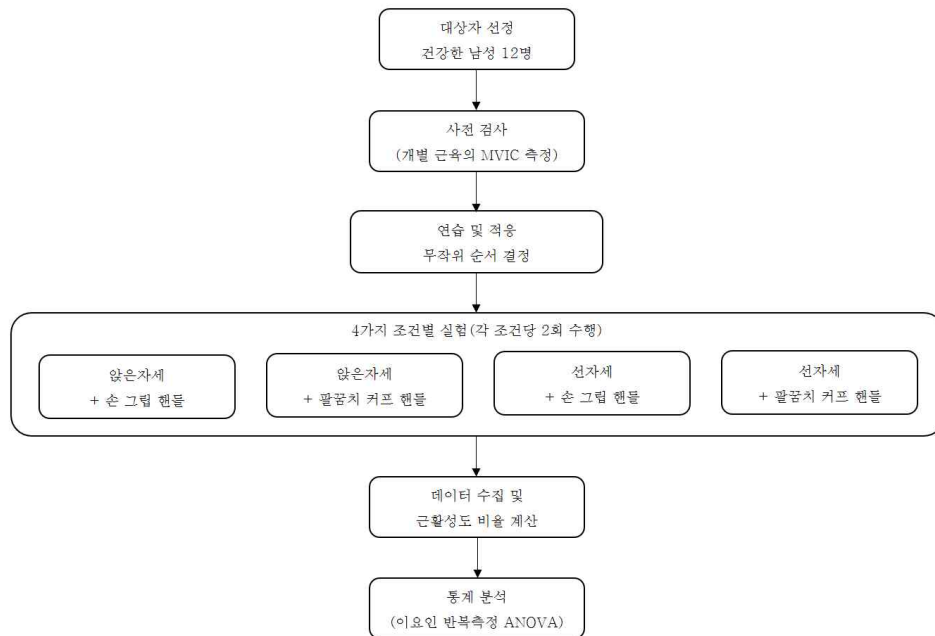 대상자 선정
건강한 남성 12명
사전 검사
(개별 근육의 MVIC 측정)
연습 및 적응
무작위 순서 결정
4가지 조건별 실험(각 조건당 2회 수행)
앉은자세
+ 손 그립 핸들
앉은자세
+ 팔꿈치 커프 핸들
선자세
+ 손 그립 핸들
선자세
+ 팔꿈치 커프 핸들
데이터 수집 및
근활성도 비율 계산
통계 분석
(이요인 반복측정 ANOVA)